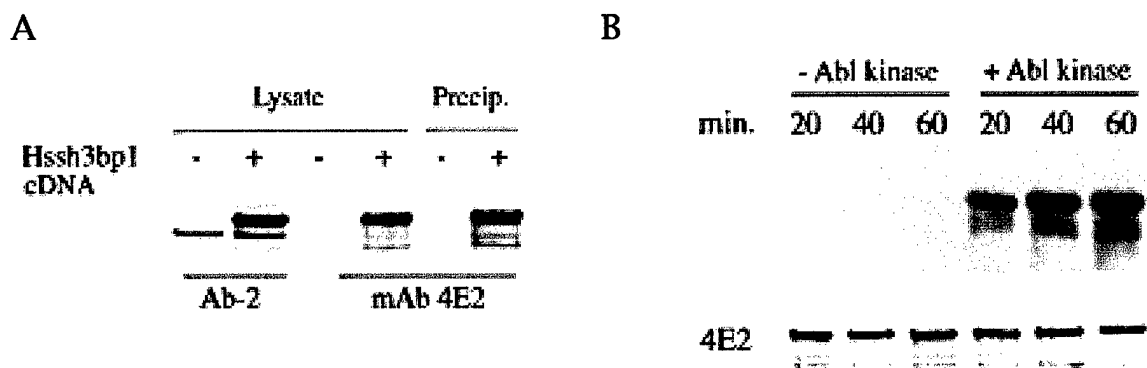 A
Lysate Precip.
Hssh3bp1 - + - + - +
cDNA
Ab-2 mAb 4E2
B
- Abl kinase + Abl kinase
min. 20 40 60 20 40 60
4E2